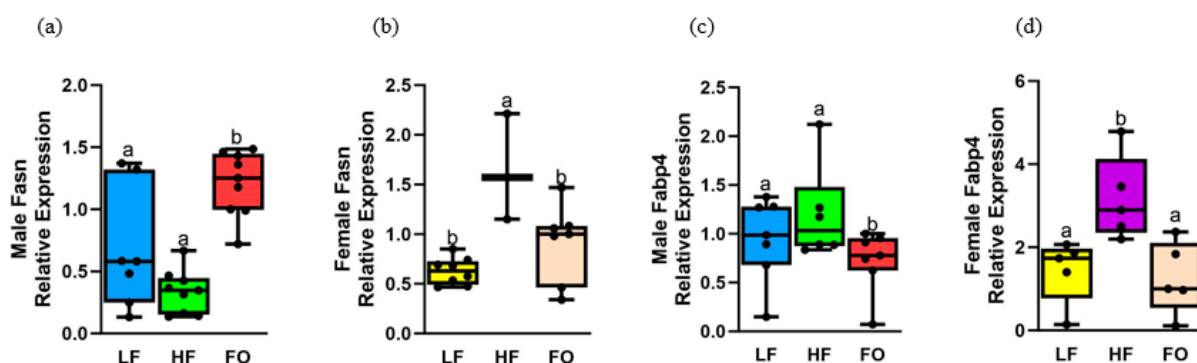 (a)
(b)
(c)
(d)
Male Fasn
Relative Expression
2.0
1.5
1.0
0.5
0.0
a
a
b
LF HF FO
Female Fasn
Relative Expression
2.5
2.0
1.5
1.0
0.5
0.0
b
a
b
LF HF FO
Male Fabp4
Relative Expression
2.5
2.0
1.5
1.0
0.5
0.0
a
a
b
LF HF FO
Female Fabp4
Relative Expression
6
4
2
0
a
b
a
LF HF FO